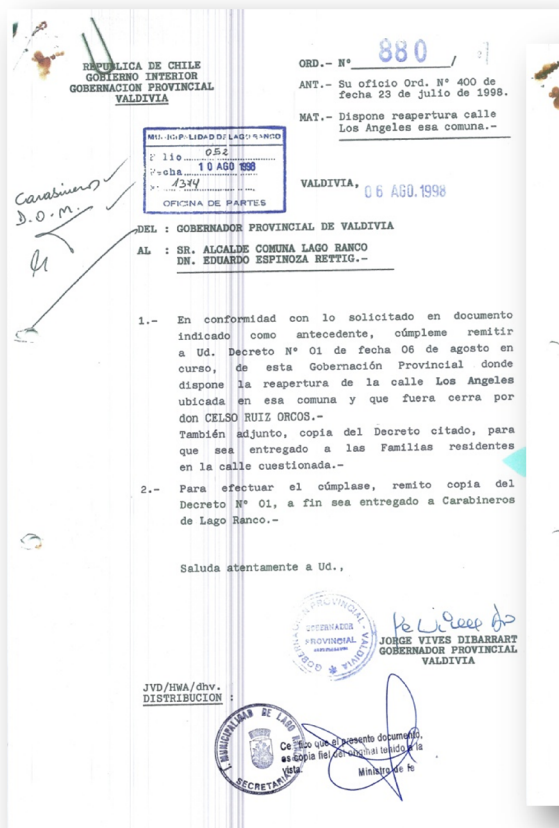 REPUBLICA DE CHILE
GOBIERNO INTERIOR
GOBERNACION PROVINCIAL
VALDIVIA
ORD.- Nº 880 /
ANT.- Su oficio Ord. Nº 400 de
fecha 23 de julio de 1998.
MAT.- Dispone reapertura calle
Los Angeles esa comuna.-
MUNICIPALIDAD DE LAGO RANCO
052
10 AGO 1998
1374
OFICINA DE PARTES
Carabineros
D.O.M.
VALDIVIA, 06 AGO. 1998
DEL : GOBERNADOR PROVINCIAL DE VALDIVIA
AL : SR. ALCALDE COMUNA LAGO RANCO
DN. EDUARDO ESPINOZA RETTIG.-
1.- En conformidad con lo solicitado en documento
indicado como antecedente, cúmpleme remitir
a Ud. Decreto Nº 01 de fecha 06 de agosto en
curso, de esta Gobernación Provincial donde
dispone la reapertura de la calle Los Angeles
ubicada en esa comuna y que fuera cerra por
don CELSO RUIZ ORCOS.-
También adjunto, copia del Decreto citado, para
que sea entregado a las Familias residentes
en la calle cuestionada.-
2.- Para efectuar el cúmplase, remito copia del
Decreto Nº 01, a fin sea entregado a Carabineros
de Lago Ranco.-
Saluda atentamente a Ud.,
GOBERNACION PROVINCIAL - VALDIVIA
GOBERNADOR
PROVINCIAL
JORGE VIVES DIBARRART
GOBERNADOR PROVINCIAL
VALDIVIA
JVD/HWA/dhv.
DISTRIBUCION :
I. MUNICIPALIDAD DE LAGO
SECRETARIA
que el presente documento,
es copia fiel del original tenido a la
vista.
Ministro de fe